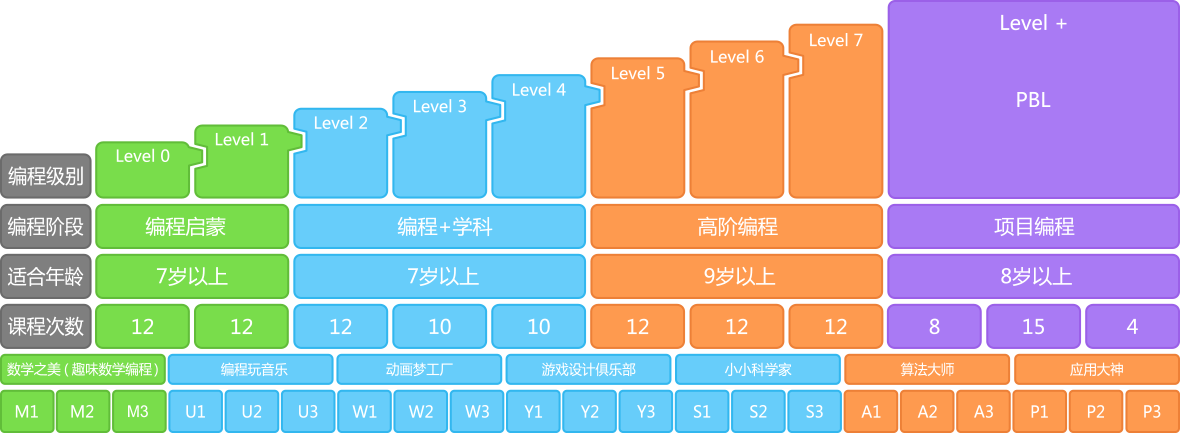 Level +
PBL
Level 7
Level 6
Level 5
Level 4
Level 3
Level 2
Level 1
Level 0
编程级别
编程阶段 编程启蒙 编程+学科 高阶编程 项目编程
适合年龄 7岁以上 7岁以上 9岁以上 8岁以上
课程次数 12 12 12 10 10 12 12 12 8 15 4
数学之美(趣味数学编程) 编程玩音乐 动画梦工厂 游戏设计俱乐部 小小科学家 算法大师 应用大神
M1 M2 M3 U1 U2 U3 W1 W2 W3 Y1 Y2 Y3 S1 S2 S3 A1 A2 A3 P1 P2 P3